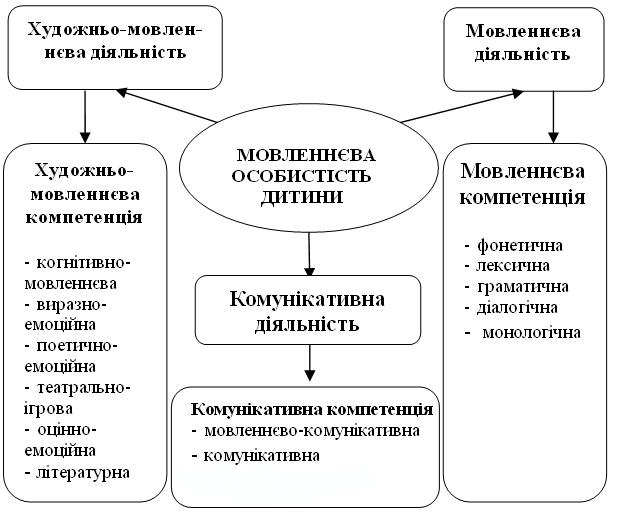 Художньо-мовлен-
нєва діяльність
Мовленнєва
діяльність
МОВЛЕННЄВА
ОСОБИСТІСТЬ
ДИТИНИ
Художньо-
мовленнєва
компетенція
- когнітивно-
мовленнєва
- виразно-
емоційна
- поетично-
емоційна
- театрально-
ігрова
- оцінно-
емоційна
- літературна
Комунікативна
діяльність
Комунікативна компетенція
- мовленнєво-комунікативна
- комунікативна
Мовленнєва
компетенція
- фонетична
- лексична
- граматична
- діалогічна
- монологічна